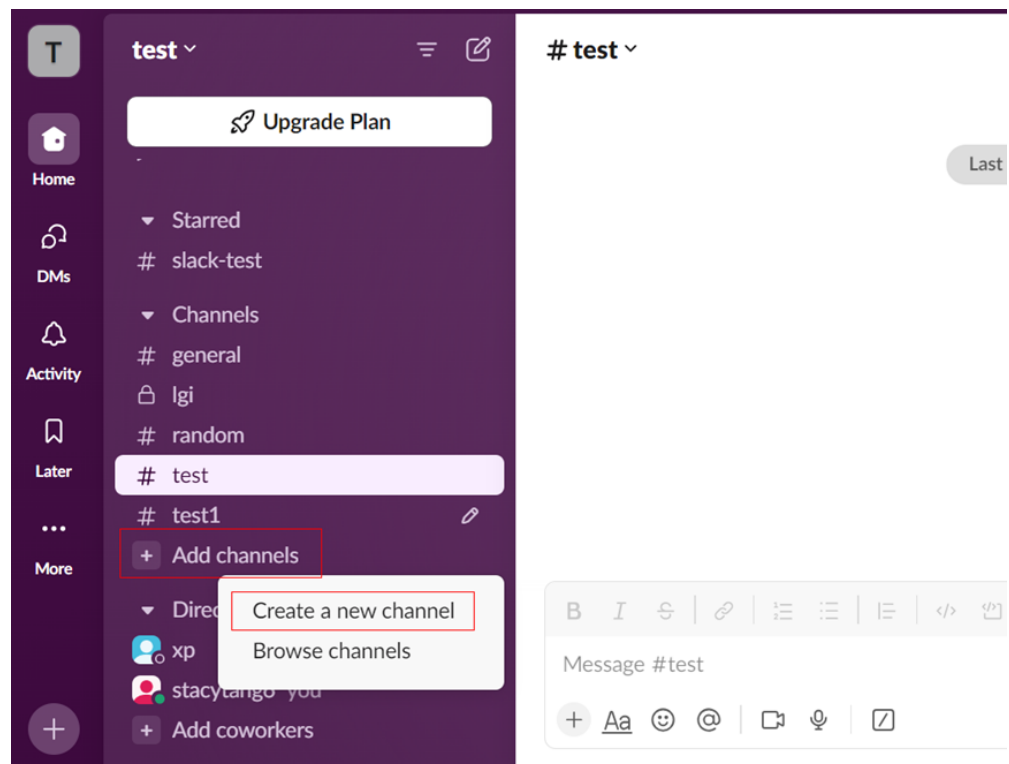 T
test
Upgrade Plan
Home
DMs
Activity
Later
More
Starred
# slack-test
Channels
# general
lgi
# random
# test
# test1
+ Add channels
Create a new channel
Browse channels
xp
stacytango you
+ Add coworkers
# test
Last
B I S
Message #test
+ Aa @